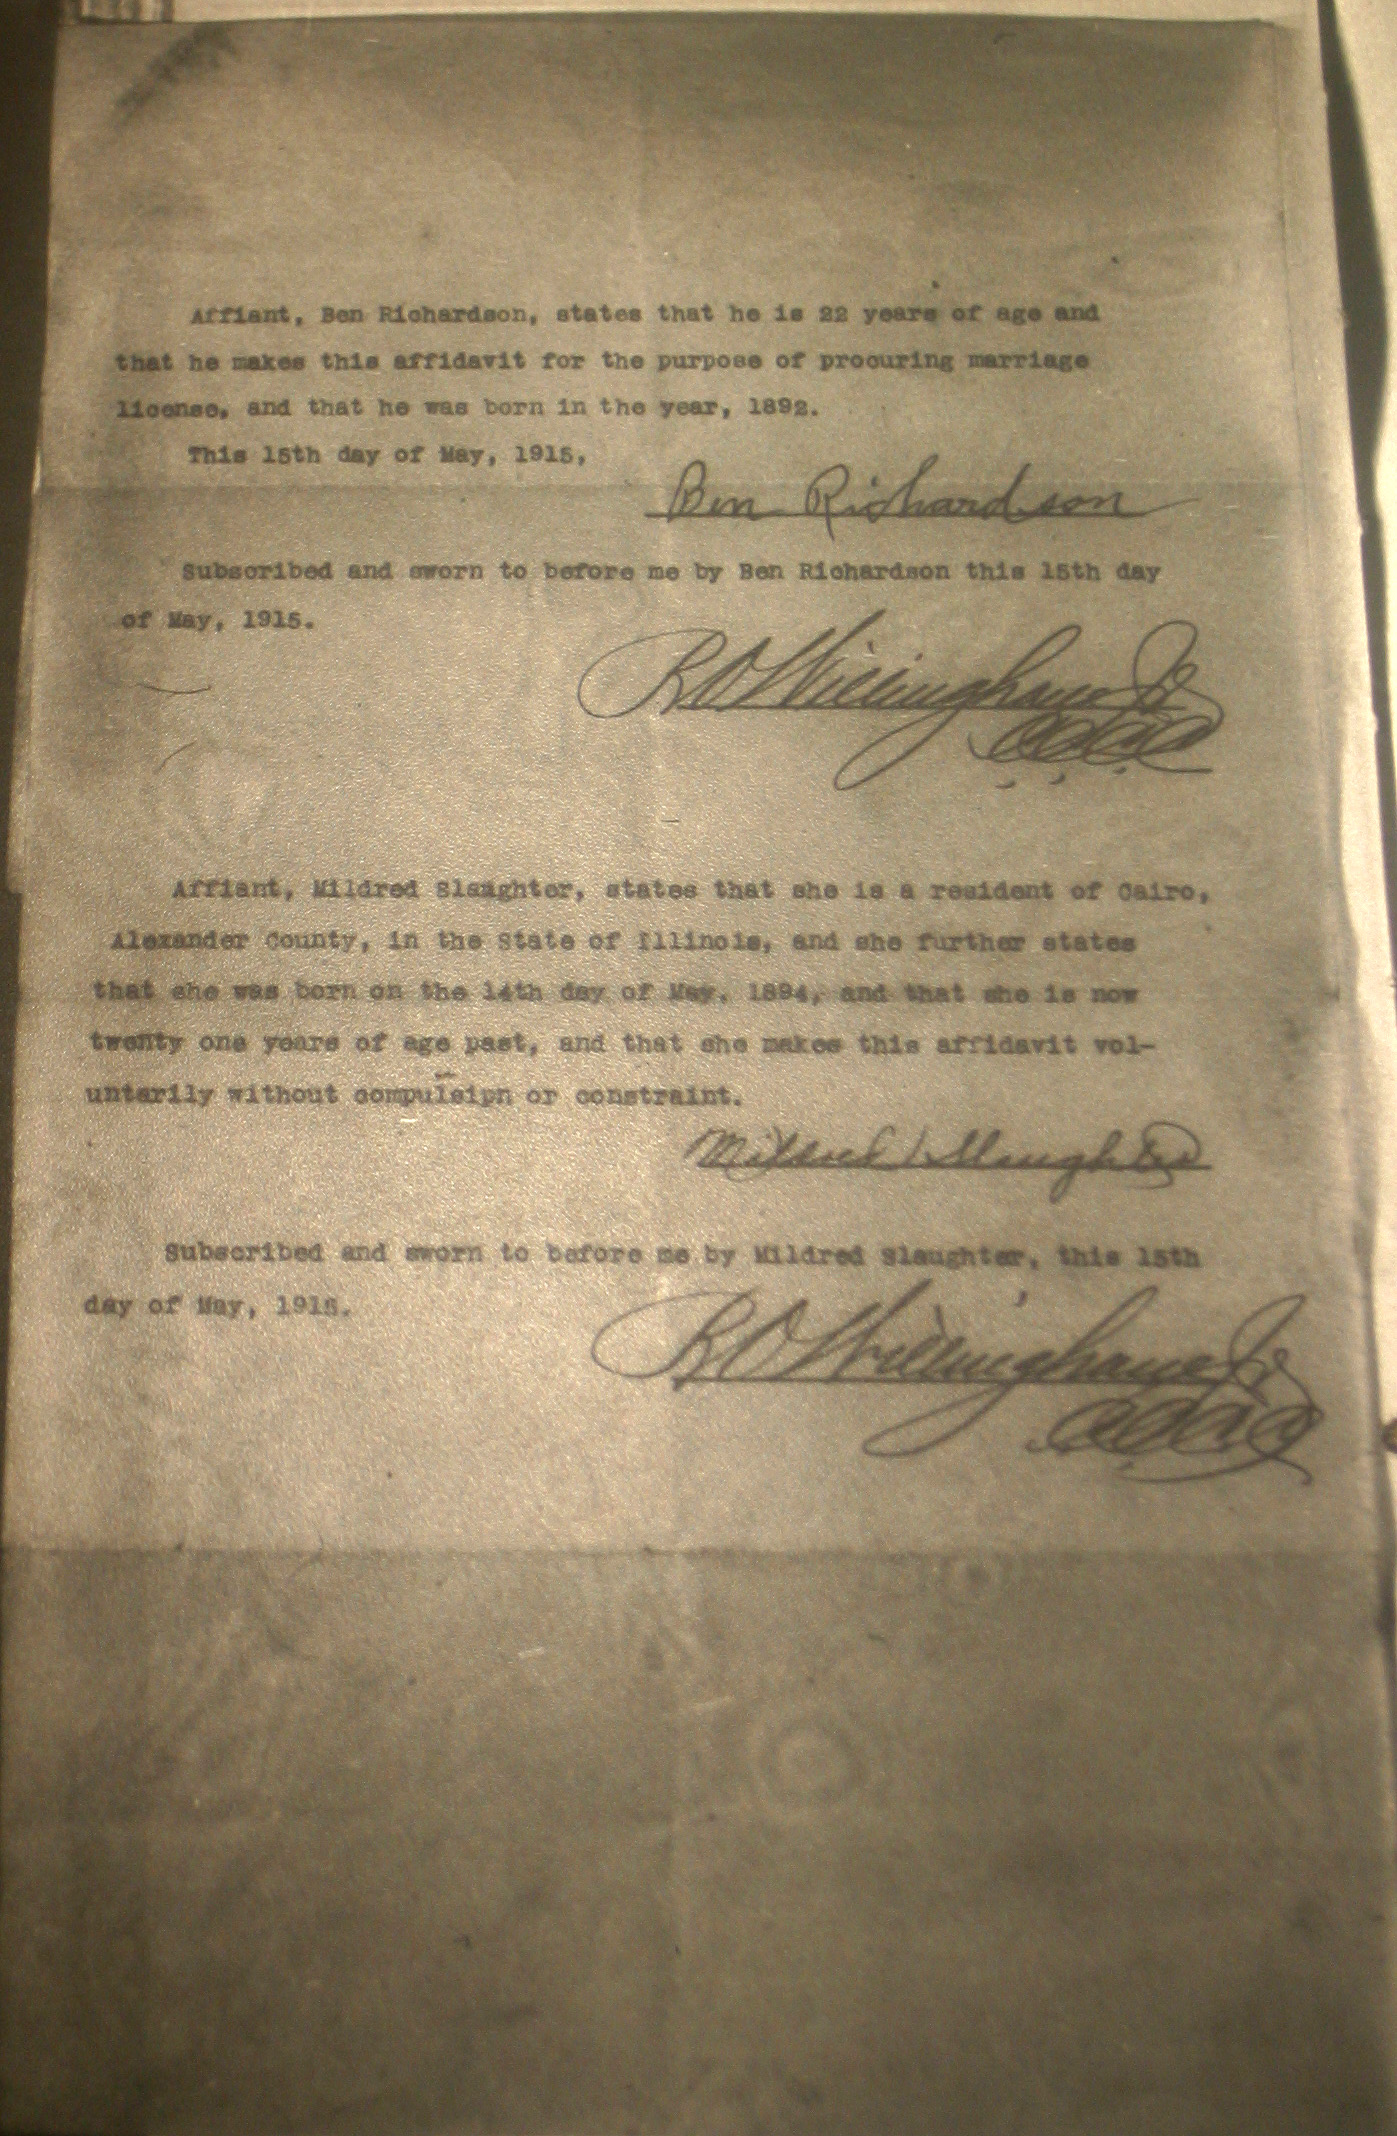 Affiant, Ben Richardson, states that he is 22 years of age and
that he makes this affidavit for the purpose of procuring marriage
license, and that he was born in the year, 1892.
This 15th day of May, 1915,
Ben Richardson
Subscribed and sworn to before me by Ben Richardson this 15th day
of May, 1915.
R O Willingham Jr
Affiant, Mildred Slaughter, states that she is a resident of Cairo,
Alexander County, in the State of Illinois, and she further states
that she was born on the 14th day of May, 1894, and that she is now
twenty one years of age past, and that she makes this affidavit vol-
untarily without compulsipn or constraint.
Mildred Slaughter
Subscribed and sworn to before me by Mildred Slaughter, this 15th
day of May, 1915.
R O Willingham Jr